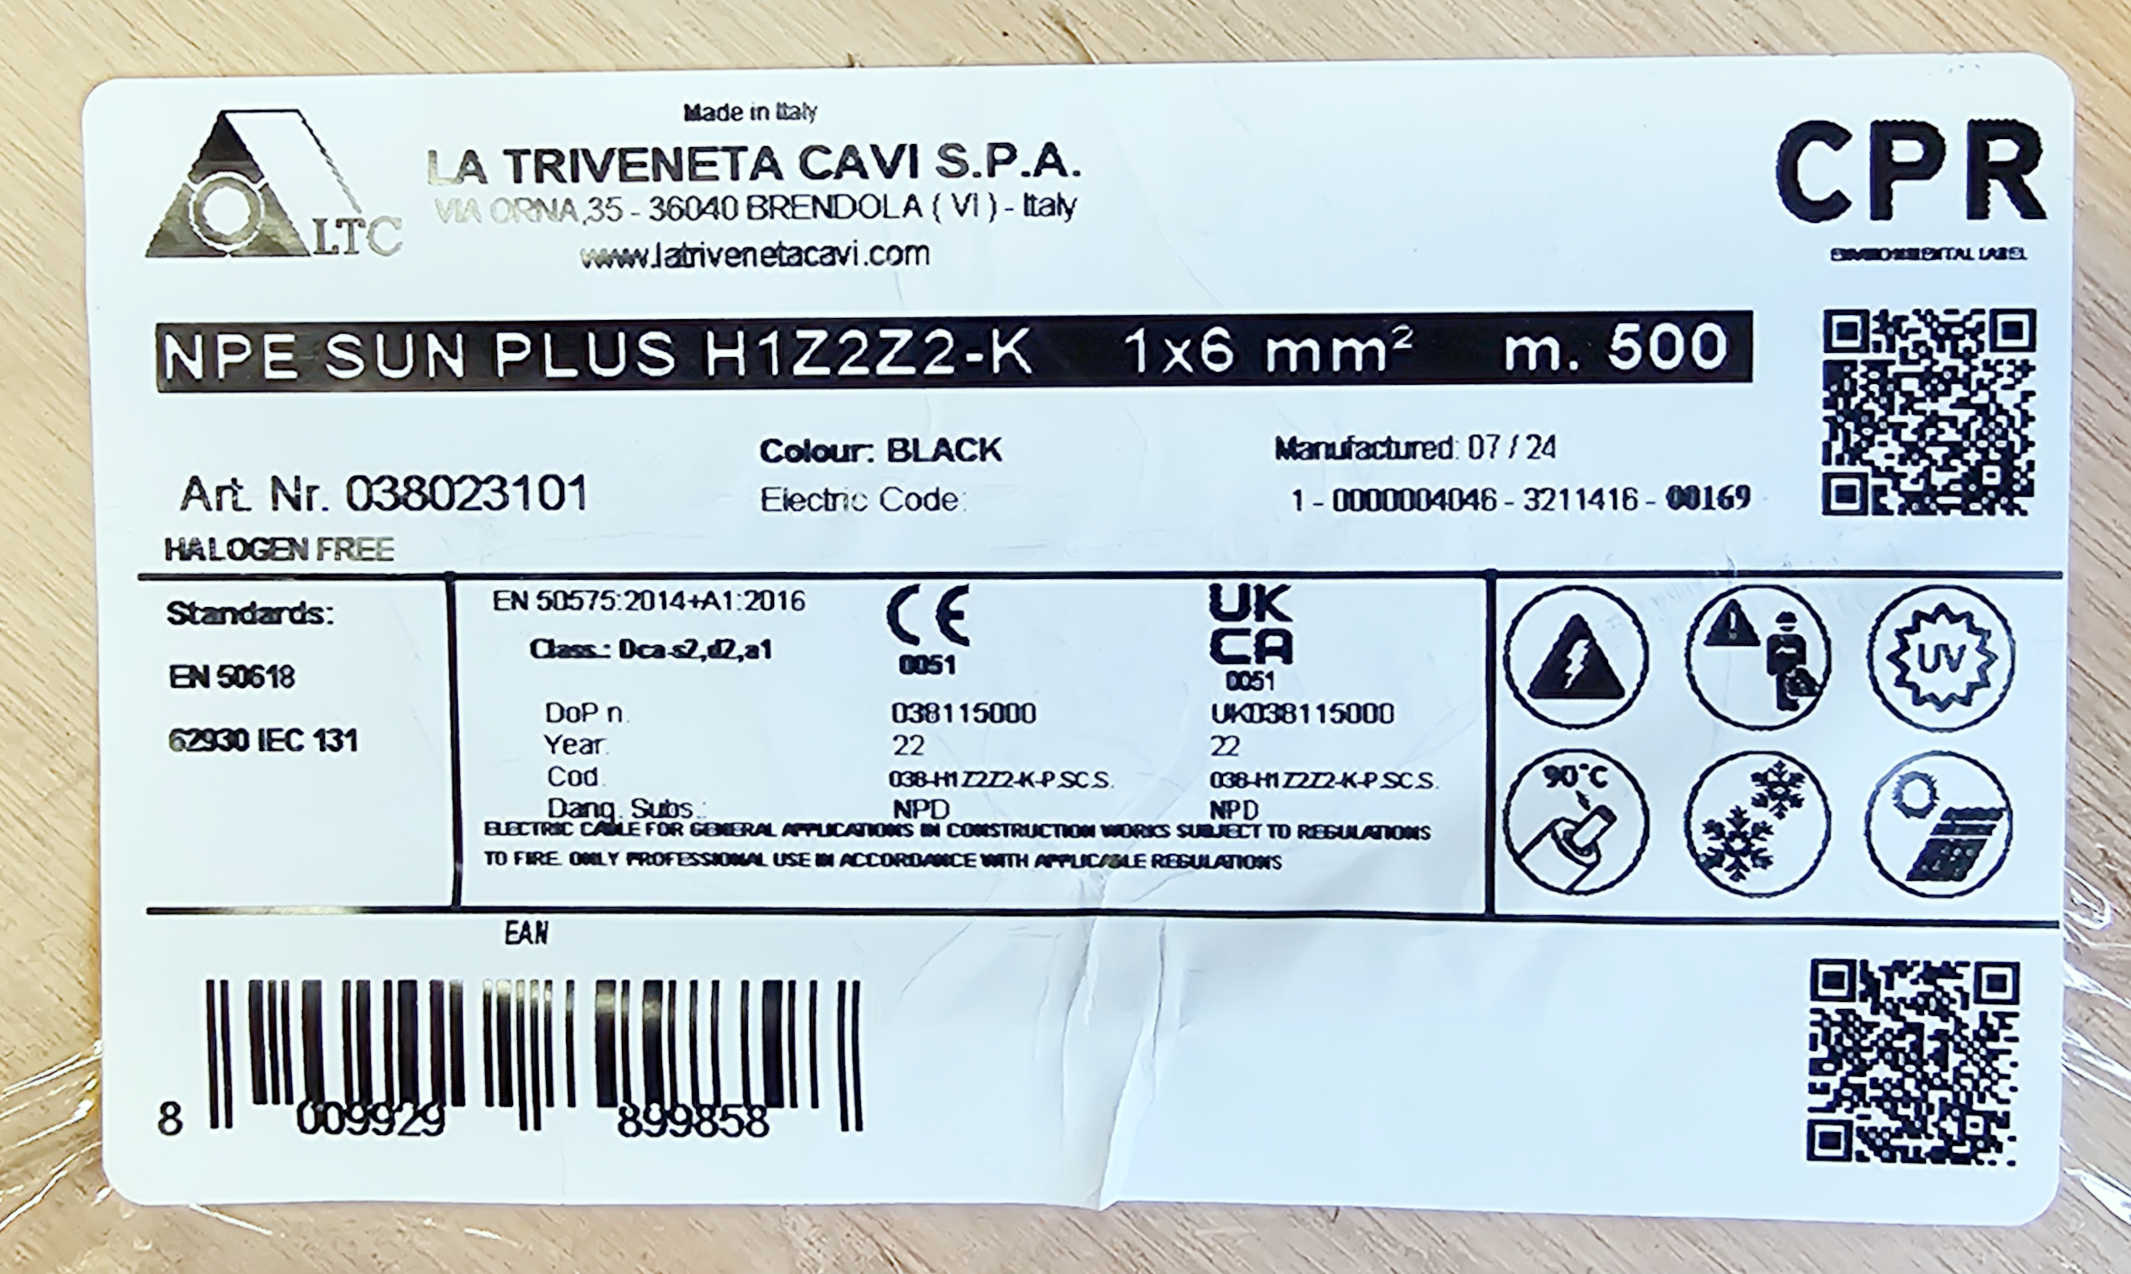 Made in Italy
LTC
LA TRIVENETA CAVI S.P.A.
VIA ORNA,35 - 36040 BRENDOLA ( VI ) - Italy
www.latrivenetacavi.com
CPR
ENVIRONMENTAL LABEL
NPE SUN PLUS H1Z2Z2-K 1x6 mm² m. 500
Colour: BLACK
Manufactured: 07 / 24
Art. Nr. 038023101
Electric Code:
1 - 0000004046 - 3211416 - 00169
HALOGEN FREE
Standards:
EN 50618
62930 IEC 131
EN 50575:2014+A1:2016
Class.: Dca-s2,d2,a1
CE
0051
UK
CA
0051
DoP n. 038115000 UK038115000
Year. 22 22
Cod. 038-H1Z2Z2-K-P.SC.S. 038-H1Z2Z2-K-P.SC.S.
Dang. Subs.: NPD NPD
ELECTRIC CABLE FOR GENERAL APPLICATIONS IN CONSTRUCTION WORKS SUBJECT TO REGULATIONS
TO FIRE. ONLY PROFESSIONAL USE IN ACCORDANCE WITH APPLICABLE REGULATIONS
UV
90°C
EAN
8 009929 899858